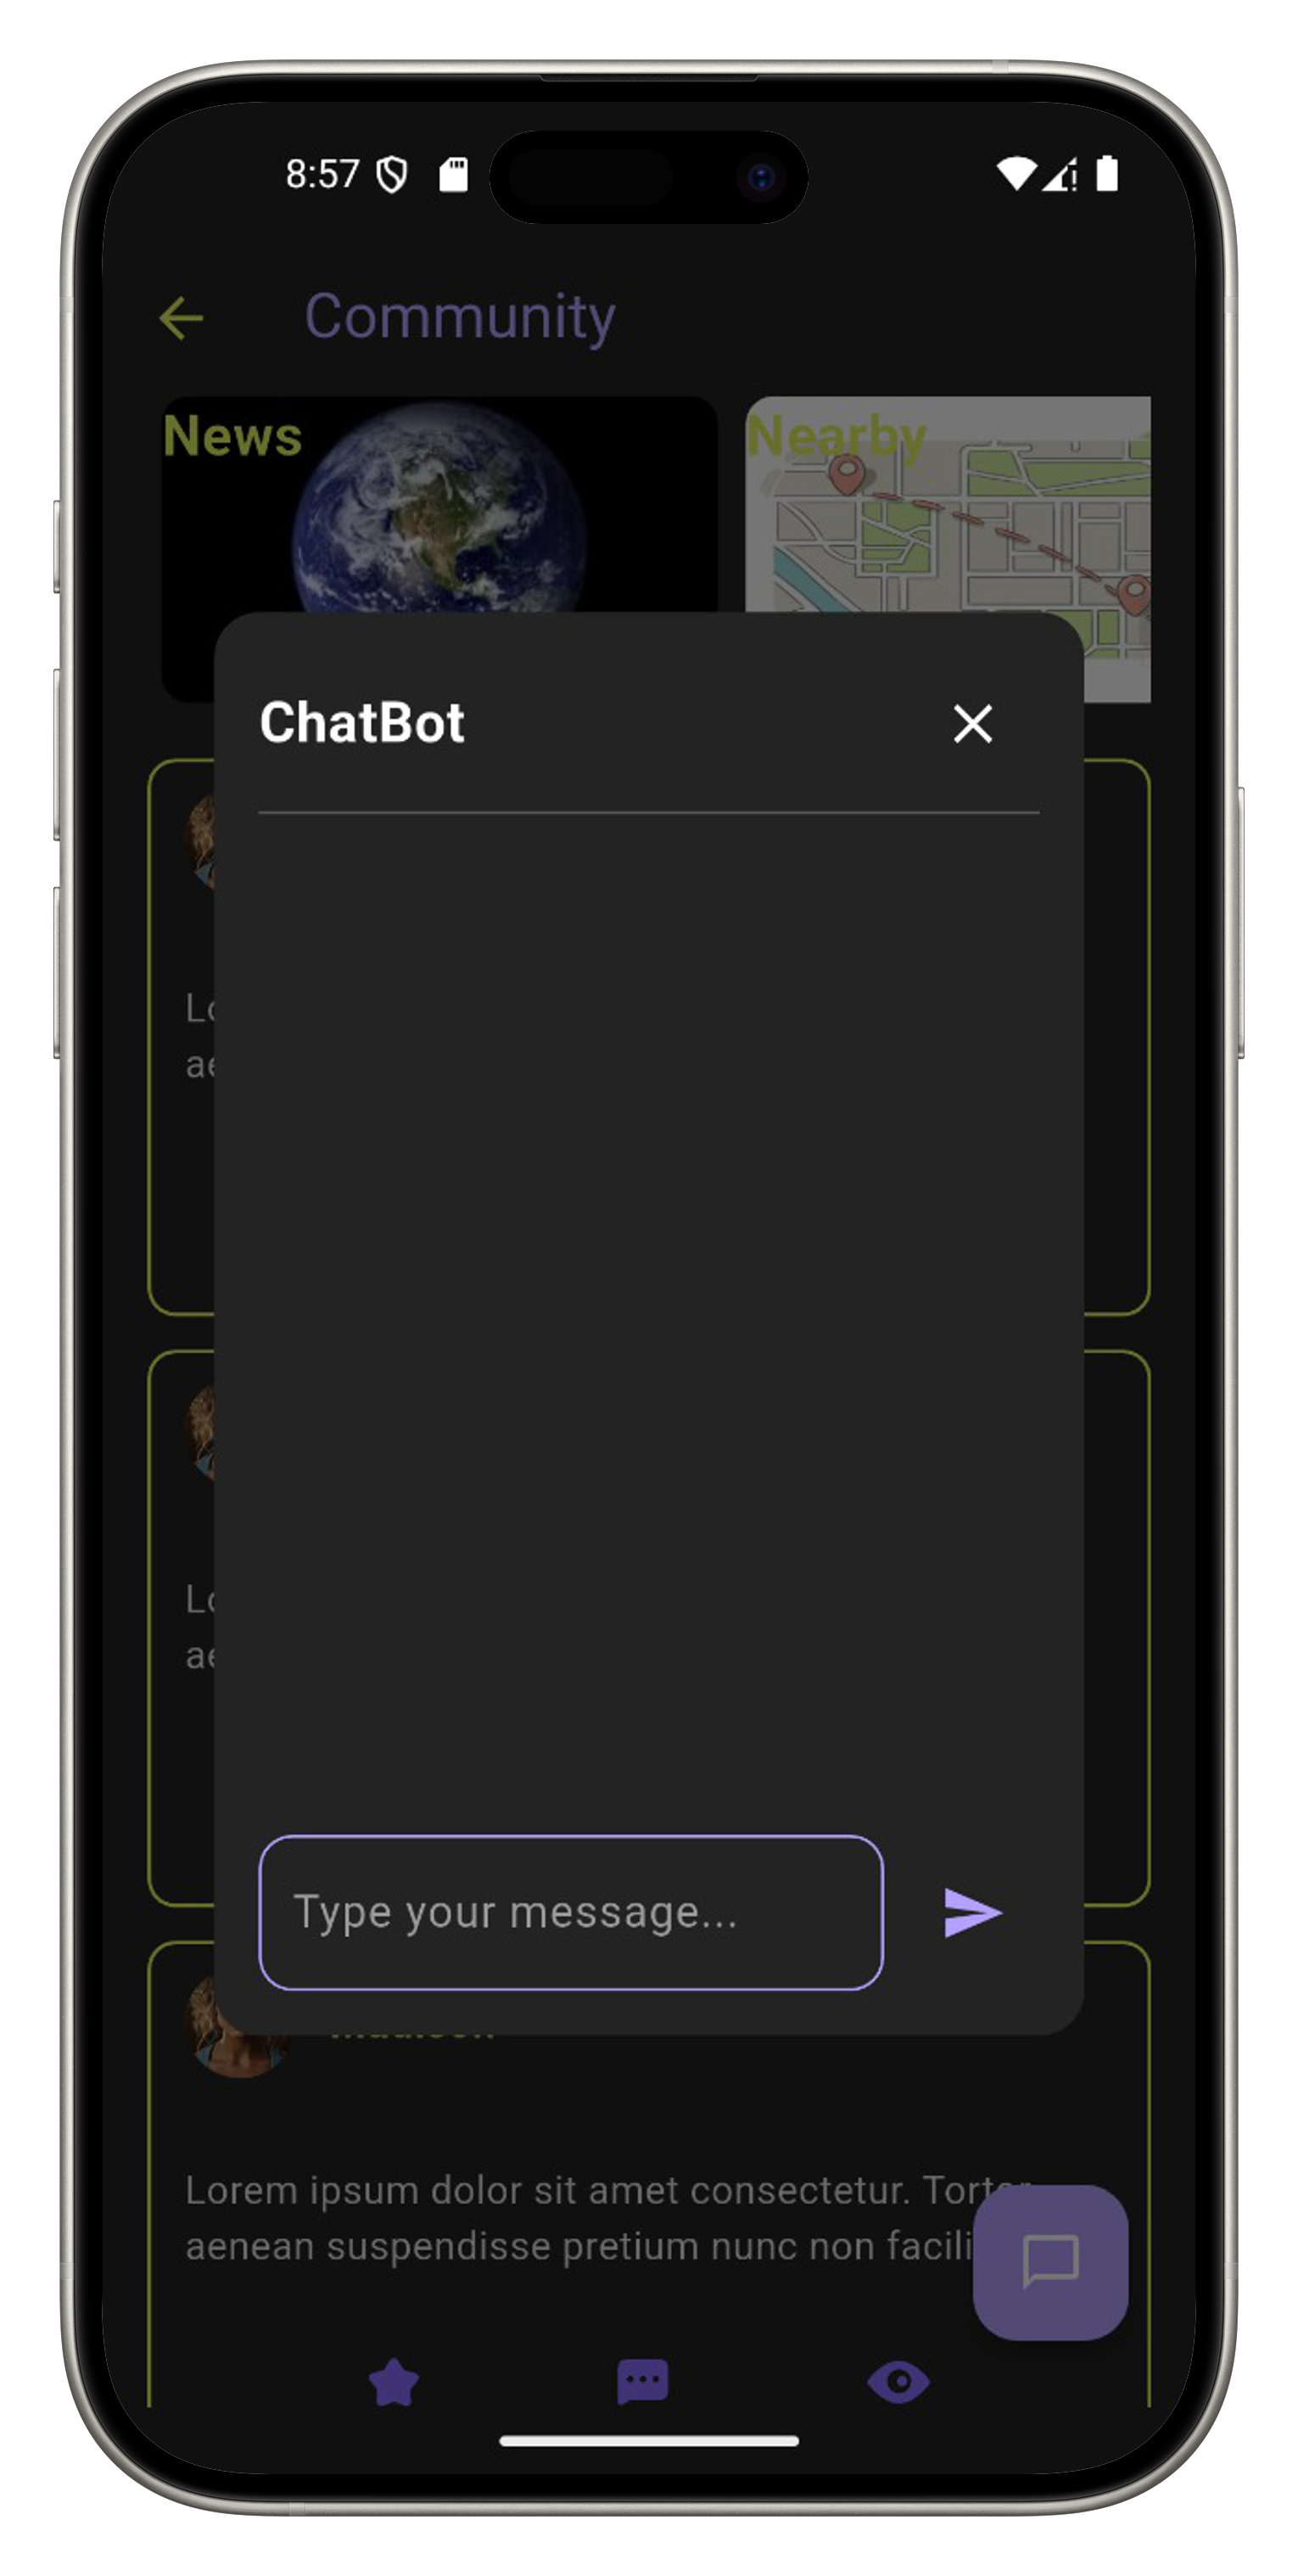 8:57
Community
News
Nearby
ChatBot
Lo
ae
Lo
ae
Type your message...
Lorem ipsum dolor sit amet consectetur. Tortor
aenean suspendisse pretium nunc non facili